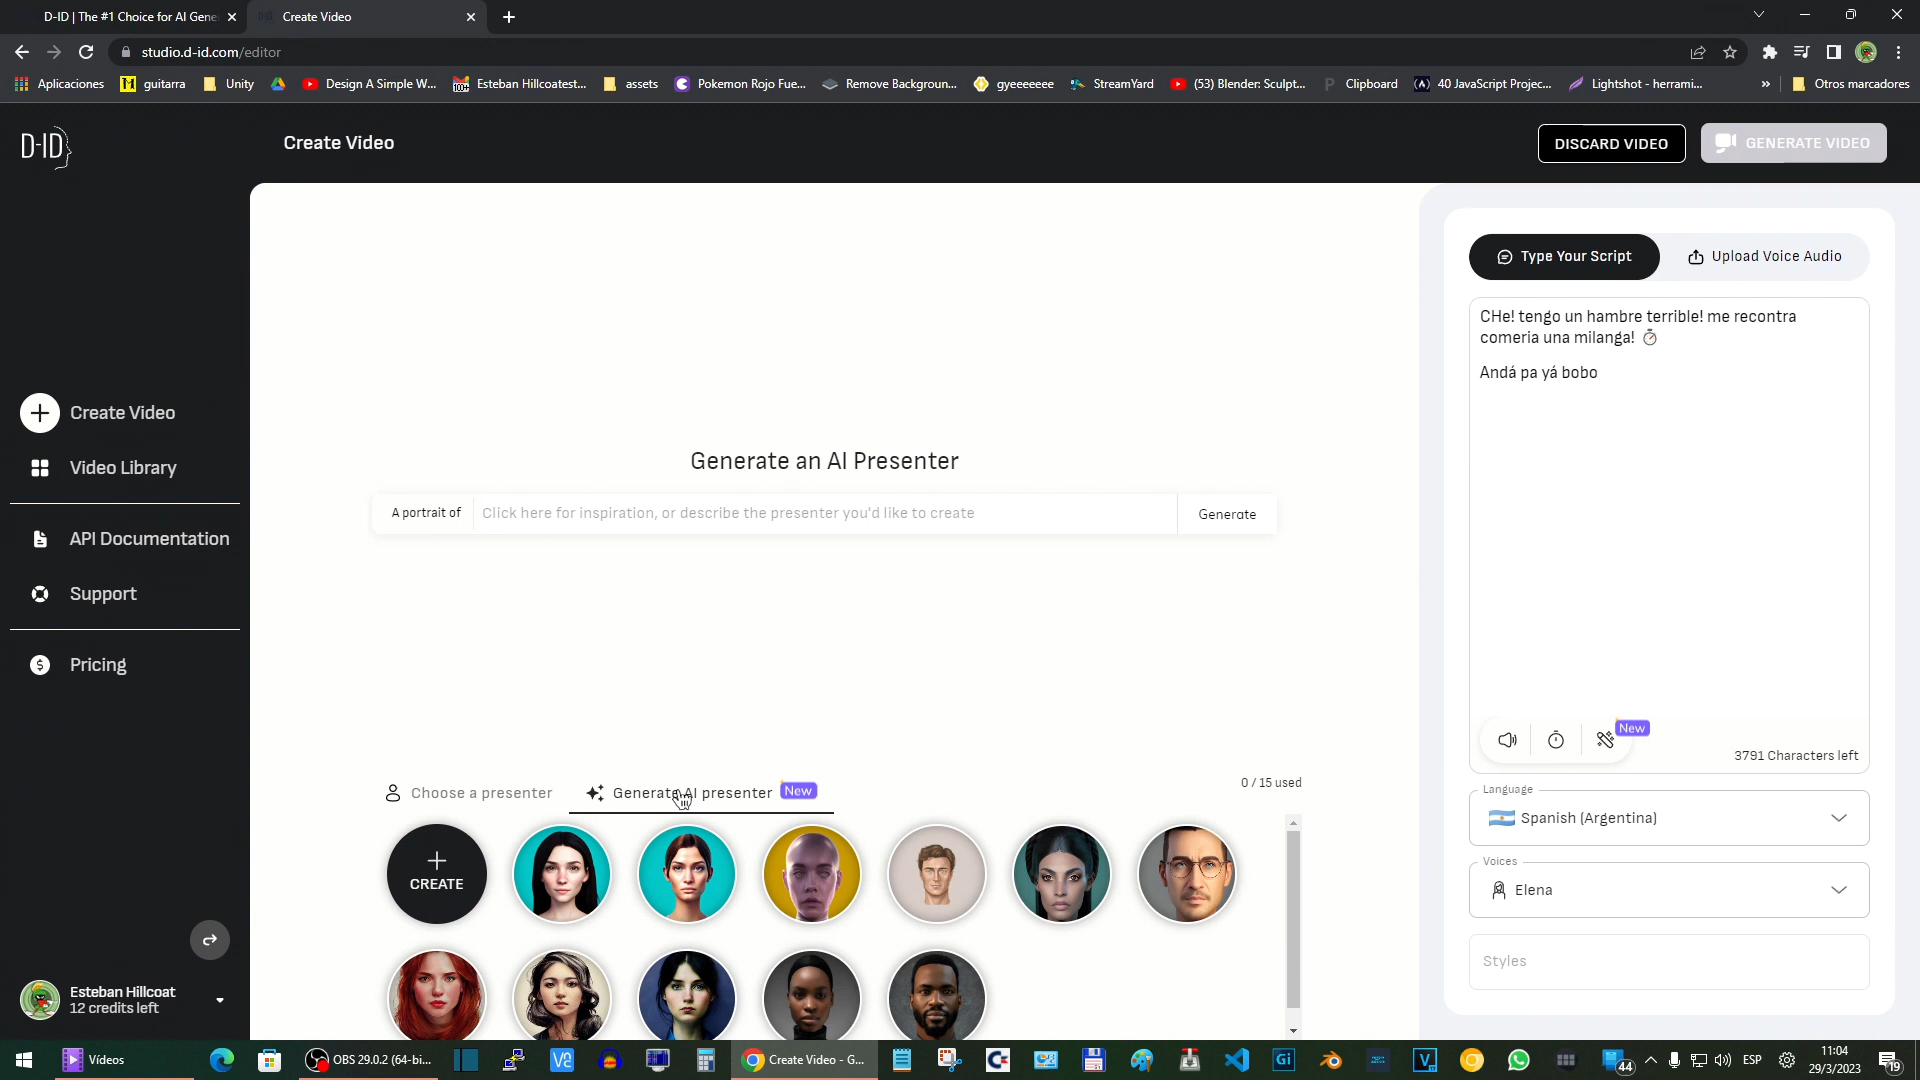 D-ID | The #1 Choice for AI Gene
Create Video
studio.d-id.com/editor
Aplicaciones
guitarra
Unity
Design A Simple W...
Esteban Hillcoatest...
assets
Pokemon Rojo Fue...
Remove Backgroun...
gyeeeeeee
StreamYard
(53) Blender: Sculpt...
Clipboard
40 JavaScript Projec...
Lightshot - herrami...
»
Otros marcadores
D-ID
Create Video
DISCARD VIDEO
GENERATE VIDEO
Create Video
Video Library
API Documentation
Support
Pricing
Esteban Hillcoat
12 credits left
Generate an AI Presenter
A portrait of
Click here for inspiration, or describe the presenter you'd like to create
Generate
Choose a presenter
Generate AI presenter
New
0 / 15 used
CREATE
Type Your Script
Upload Voice Audio
CHe! tengo un hambre terrible! me recontra
comeria una milanga! ⏱
Andá pa yá bobo
New
3791 Characters left
Language
Spanish (Argentina)
Voices
Elena
Styles
Vídeos
OBS 29.0.2 (64-bi...
Create Video - G...
Gi
44
ESP
11:04
29/3/2023
19